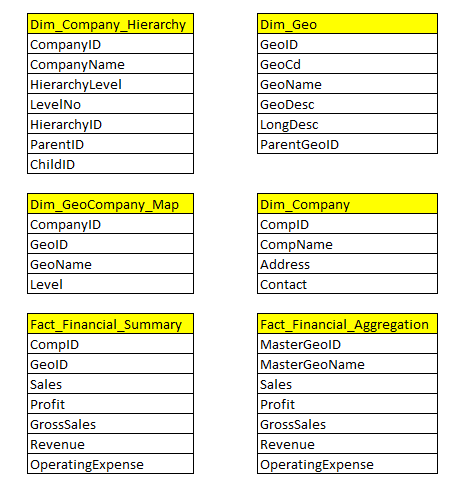 Dim_Company_Hierarchy
CompanyID
CompanyName
HierarchyLevel
LevelNo
HierarchyID
ParentID
ChildID
Dim_Geo
GeoID
GeoCd
GeoName
GeoDesc
LongDesc
ParentGeoID
Dim_GeoCompany_Map
CompanyID
GeoID
GeoName
Level
Dim_Company
CompID
CompName
Address
Contact
Fact_Financial_Summary
CompID
GeoID
Sales
Profit
GrossSales
Revenue
OperatingExpense
Fact_Financial_Aggregation
MasterGeoID
MasterGeoName
Sales
Profit
GrossSales
Revenue
OperatingExpense